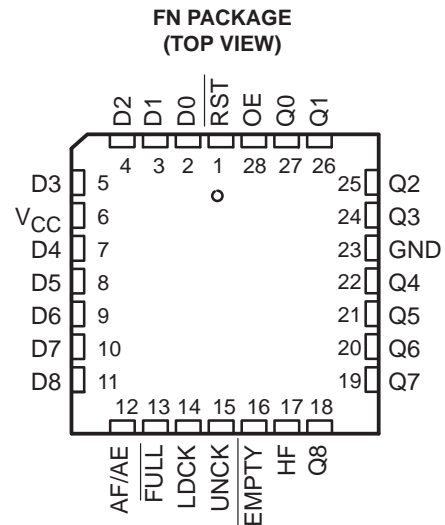 FN PACKAGE
(TOP VIEW)
D2 D1 D0 RST OE Q0 Q1
4 3 2 1 28 27 26
D3 5 25 Q2
VCC 6 24 Q3
D4 7 23 GND
D5 8 22 Q4
D6 9 21 Q5
D7 10 20 Q6
D8 11 19 Q7
12 13 14 15 16 17 18
AF/AE FULL LDCK UNCK EMPTY HF Q8